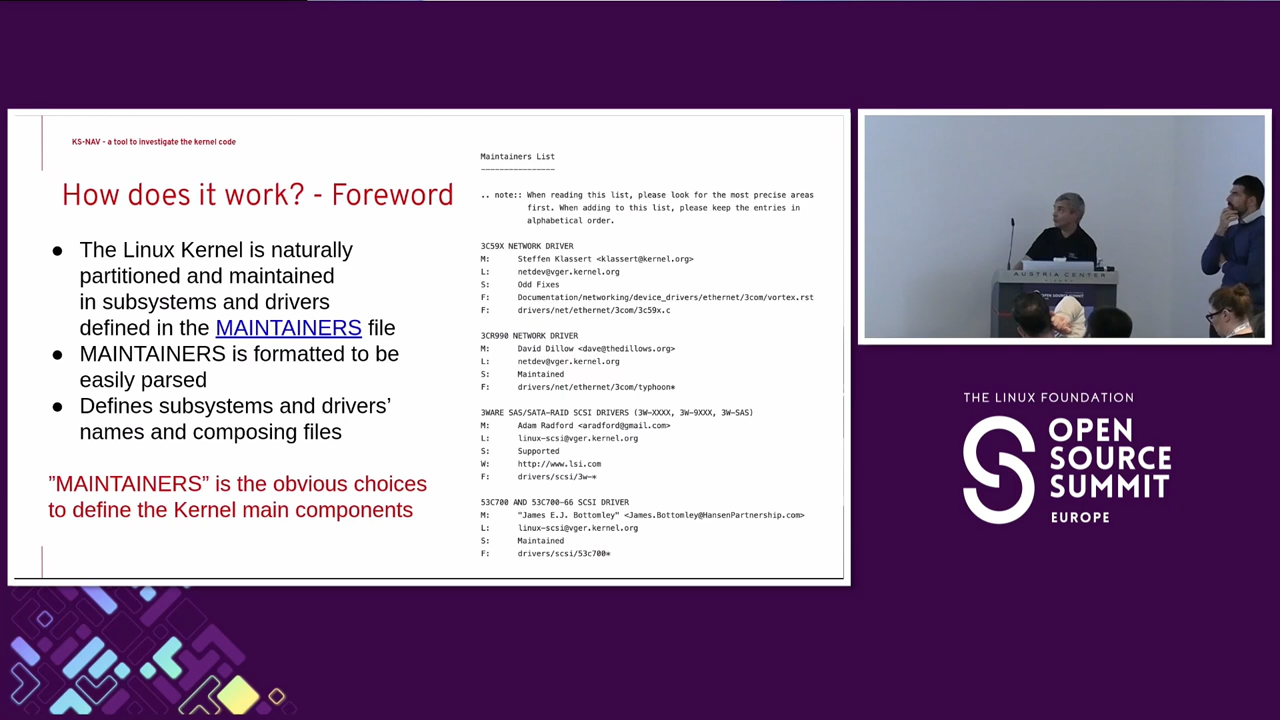 KS-NAV - a tool to investigate the kernel code
How does it work? - Foreword
● The Linux Kernel is naturally
partitioned and maintained
in subsystems and drivers
defined in the MAINTAINERS file
● MAINTAINERS is formatted to be
easily parsed
● Defines subsystems and drivers’
names and composing files
”MAINTAINERS” is the obvious choices
to define the Kernel main components
Maintainers List
----------------
.. note:: When reading this list, please look for the most precise areas
first. When adding to this list, please keep the entries in
alphabetical order.
3C59X NETWORK DRIVER
M: Steffen Klassert <klassert@kernel.org>
L: netdev@vger.kernel.org
S: Odd Fixes
F: Documentation/networking/device_drivers/ethernet/3com/vortex.rst
F: drivers/net/ethernet/3com/3c59x.c
3CR990 NETWORK DRIVER
M: David Dillow <dave@thedillows.org>
L: netdev@vger.kernel.org
S: Maintained
F: drivers/net/ethernet/3com/typhoon*
3WARE SAS/SATA-RAID SCSI DRIVERS (3W-XXXX, 3W-9XXX, 3W-SAS)
M: Adam Radford <aradford@gmail.com>
L: linux-scsi@vger.kernel.org
S: Supported
W: http://www.lsi.com
F: drivers/scsi/3w-*
53C700 AND 53C700-66 SCSI DRIVER
M: "James E.J. Bottomley" <James.Bottomley@HansenPartnership.com>
L: linux-scsi@vger.kernel.org
S: Maintained
F: drivers/scsi/53c700*
AUSTRIA CENTER
OPEN SOURCE SUMMIT
THE LINUX FOUNDATION
OPEN
SOURCE
SUMMIT
EUROPE